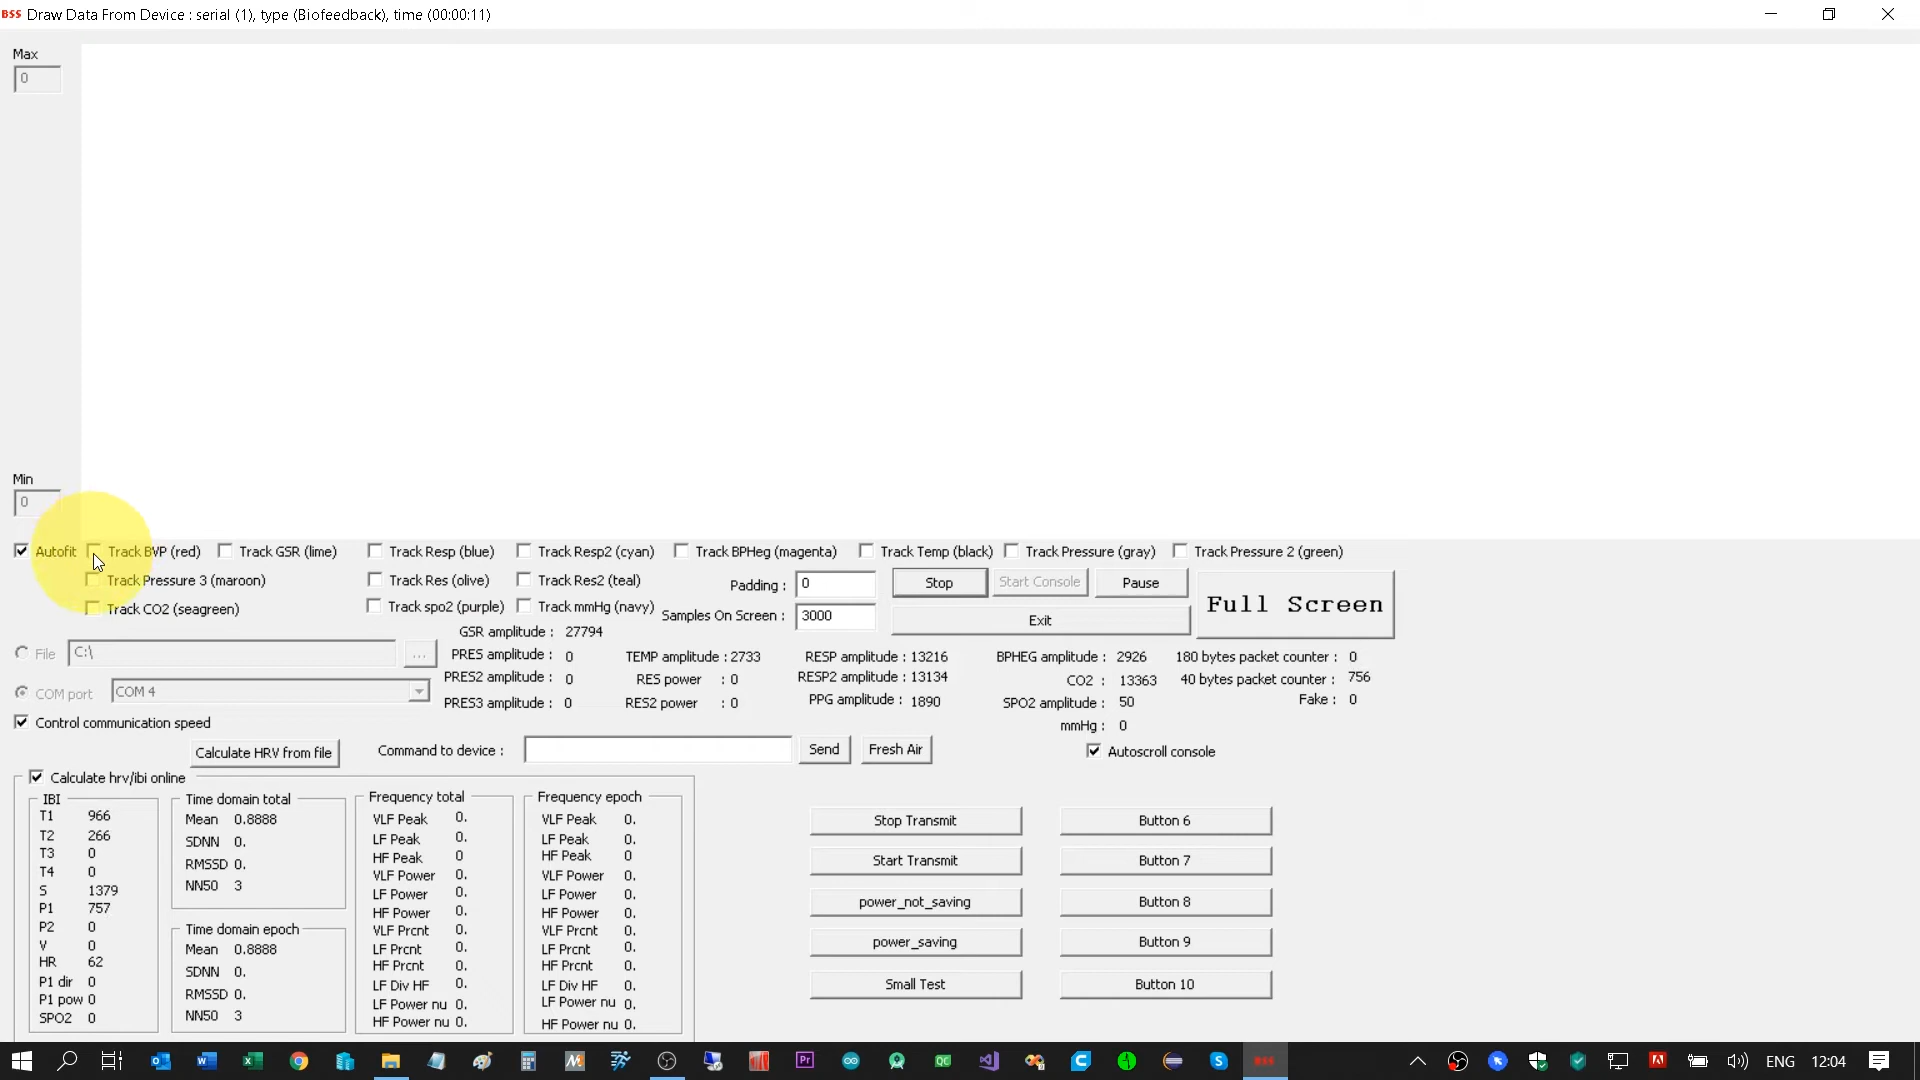 BSS Draw Data From Device : serial (1), type (Biofeedback), time (00:00:11)
Max
0
Min
0
Autofit Track BVP (red) Track GSR (lime) Track Resp (blue) Track Resp2 (cyan) Track BPHeg (magenta) Track Temp (black) Track Pressure (gray) Track Pressure 2 (green)
Track Pressure 3 (maroon) Track Res (olive) Track Res2 (teal) Padding : 0 Stop Start Console Pause
Full Screen
Track CO2 (seagreen) Track spo2 (purple) Track mmHg (navy) Samples On Screen : 3000 Exit
GSR amplitude : 27794
File C:\ ... PRES amplitude : 0 TEMP amplitude : 2733 RESP amplitude : 13216 BPHEG amplitude : 2926 180 bytes packet counter : 0
PRES2 amplitude : 0 RES power : 0 RESP2 amplitude : 13134 CO2 : 13363 40 bytes packet counter : 756
COM port COM 4
PRES3 amplitude : 0 RES2 power : 0 PPG amplitude : 1890 SPO2 amplitude : 50 Fake : 0
Control communication speed mmHg : 0
Calculate HRV from file Command to device : Send Fresh Air Autoscroll console
Calculate hrv/ibi online
IBI
T1 966
T2 266
T3 0
T4 0
S 1379
P1 757
P2 0
V 0
HR 62
P1 dir 0
P1 pow 0
SPO2 0
Time domain total
Mean 0.8888
SDNN 0.
RMSSD 0.
NN50 3
Time domain epoch
Mean 0.8888
SDNN 0.
RMSSD 0.
NN50 3
Frequency total
VLF Peak 0.
LF Peak 0.
HF Peak 0
VLF Power 0.
LF Power 0.
HF Power 0.
VLF Prcnt 0.
LF Prcnt 0.
HF Prcnt 0.
LF Div HF 0.
LF Power nu 0.
HF Power nu 0.
Frequency epoch
VLF Peak 0.
LF Peak 0.
HF Peak 0
VLF Power 0.
LF Power 0.
HF Power 0.
VLF Prcnt 0.
LF Prcnt 0.
HF Prcnt 0.
LF Div HF 0.
LF Power nu 0.
HF Power nu 0.
Stop Transmit Button 6
Start Transmit Button 7
power_not_saving Button 8
power_saving Button 9
Small Test Button 10
Pr QC BSS ENG 12:04